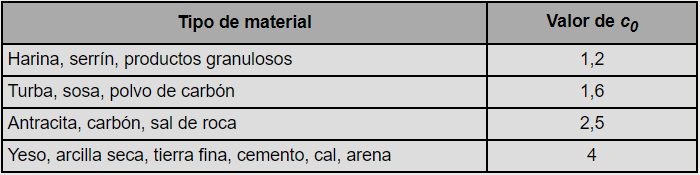 Tipo de material Valor de c0
Harina, serrín, productos granulosos 1,2
Turba, sosa, polvo de carbón 1,6
Antracita, carbón, sal de roca 2,5
Yeso, arcilla seca, tierra fina, cemento, cal, arena 4